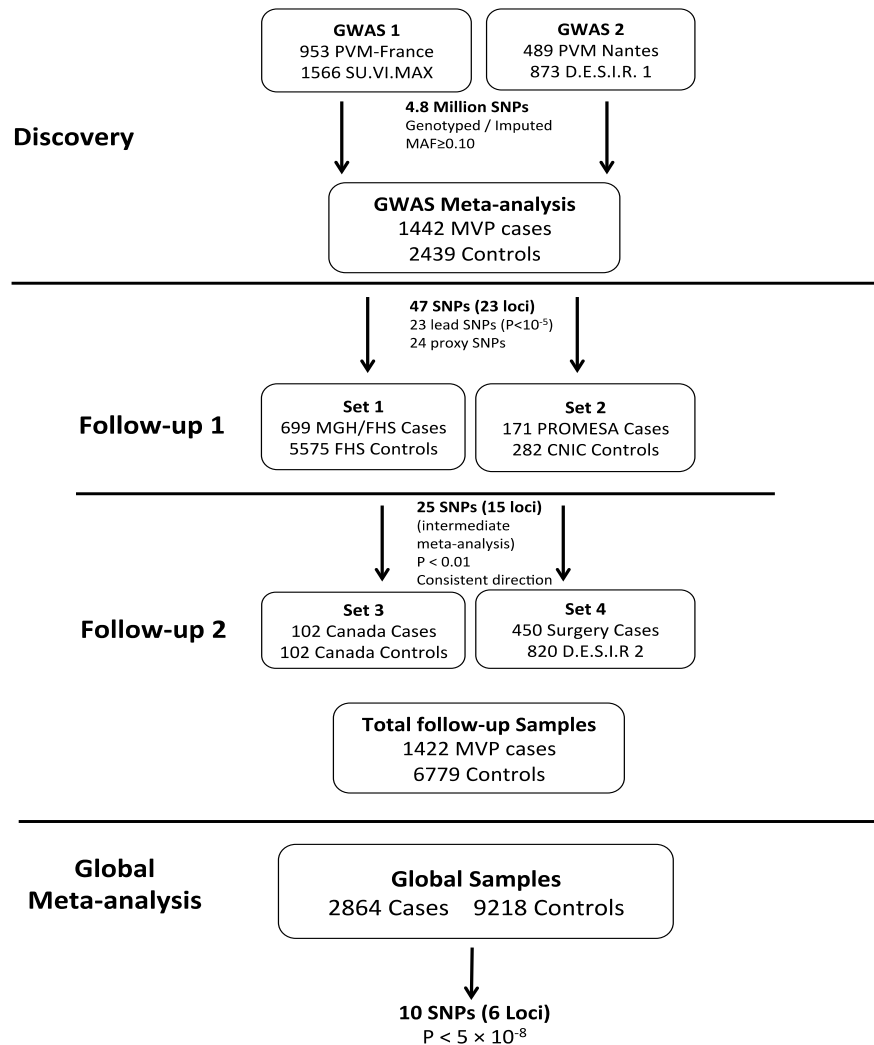 GWAS 1
953 PVM-France
1566 SU.VI.MAX
GWAS 2
489 PVM Nantes
873 D.E.S.I.R. 1
4.8 Million SNPs
Genotyped / Imputed
MAF≥0.10
Discovery
GWAS Meta-analysis
1442 MVP cases
2439 Controls
47 SNPs (23 loci)
23 lead SNPs (P<10⁻⁵)
24 proxy SNPs
Follow-up 1
Set 1
699 MGH/FHS Cases
5575 FHS Controls
Set 2
171 PROMESA Cases
282 CNIC Controls
25 SNPs (15 loci)
(intermediate
meta-analysis)
P < 0.01
Consistent direction
Follow-up 2
Set 3
102 Canada Cases
102 Canada Controls
Set 4
450 Surgery Cases
820 D.E.S.I.R 2
Total follow-up Samples
1422 MVP cases
6779 Controls
Global
Meta-analysis
Global Samples
2864 Cases 9218 Controls
10 SNPs (6 Loci)
P < 5 × 10⁻⁸